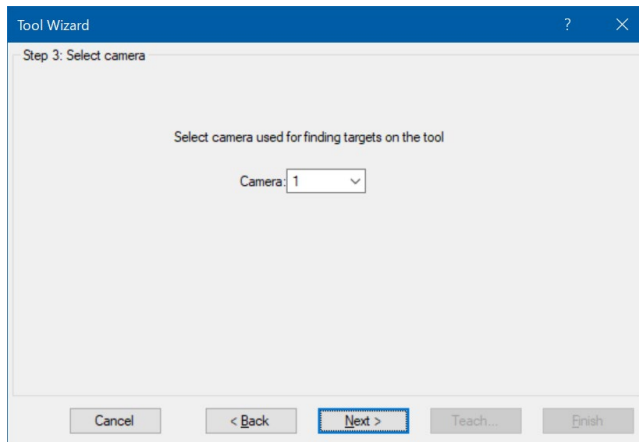 Tool Wizard ?
Step 3: Select camera
Select camera used for finding targets on the tool
Camera: 1
Cancel < Back Next > Teach... Finish